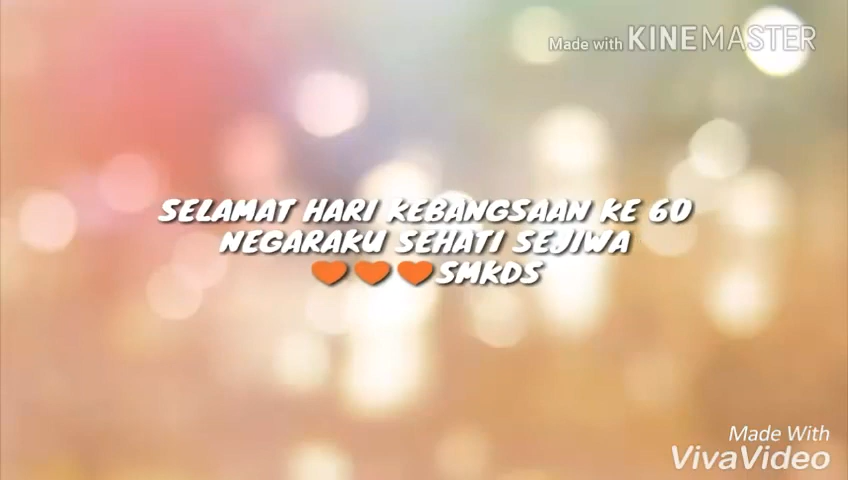 Made with KINEMASTER
SELAMAT HARI KEBANGSAAN KE 60
NEGARAKU SEHATI SEJIWA
🧡🧡🧡SMKDS
Made With
VivaVideo